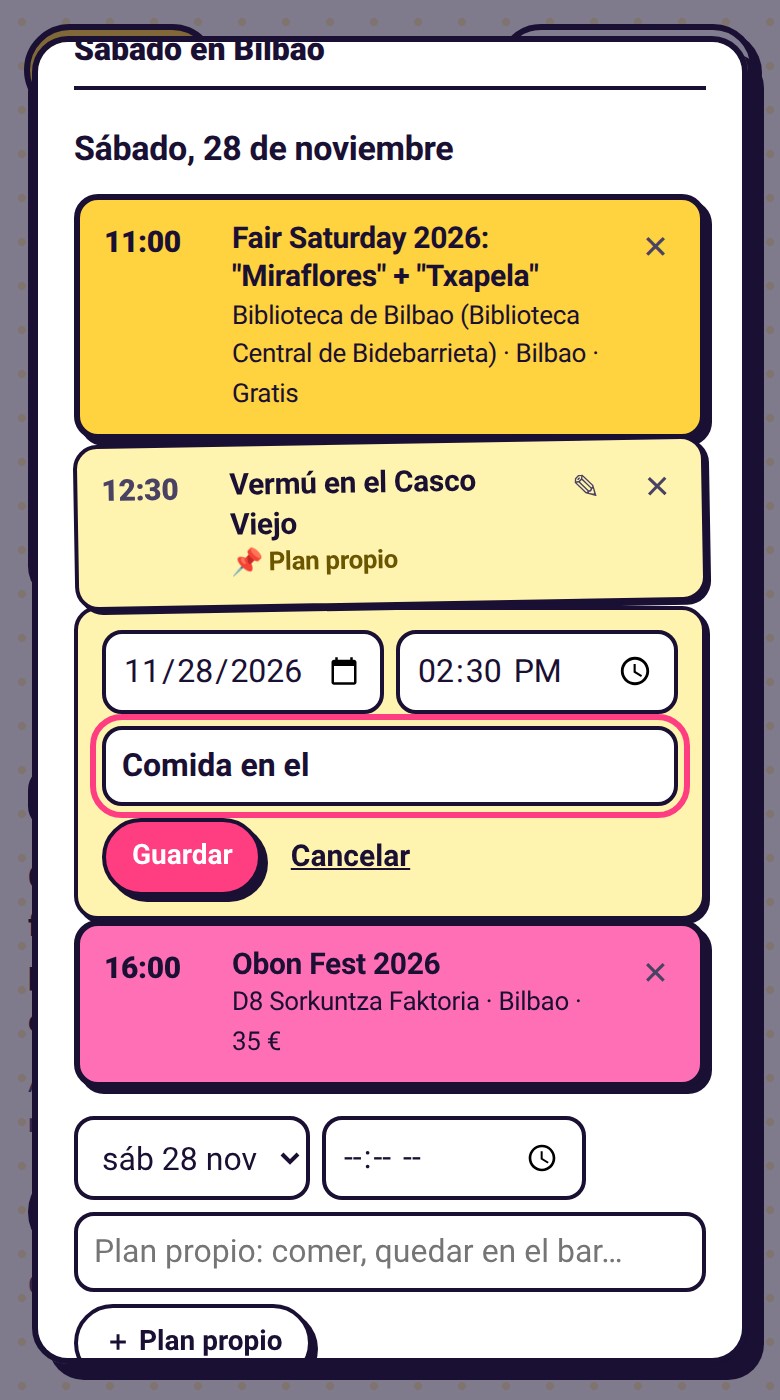 Sábado en Bilbao
Sábado, 28 de noviembre
11:00
Fair Saturday 2026:
"Miraflores" + "Txapela"
Biblioteca de Bilbao (Biblioteca
Central de Bidebarrieta) · Bilbao ·
Gratis
12:30
Vermú en el Casco
Viejo
📌 Plan propio
11/28/2026
02:30 PM
Comida en el
Guardar
Cancelar
16:00
Obon Fest 2026
D8 Sorkuntza Faktoria · Bilbao ·
35 €
sáb 28 nov
--:-- --
Plan propio: comer, quedar en el bar...
+ Plan propio